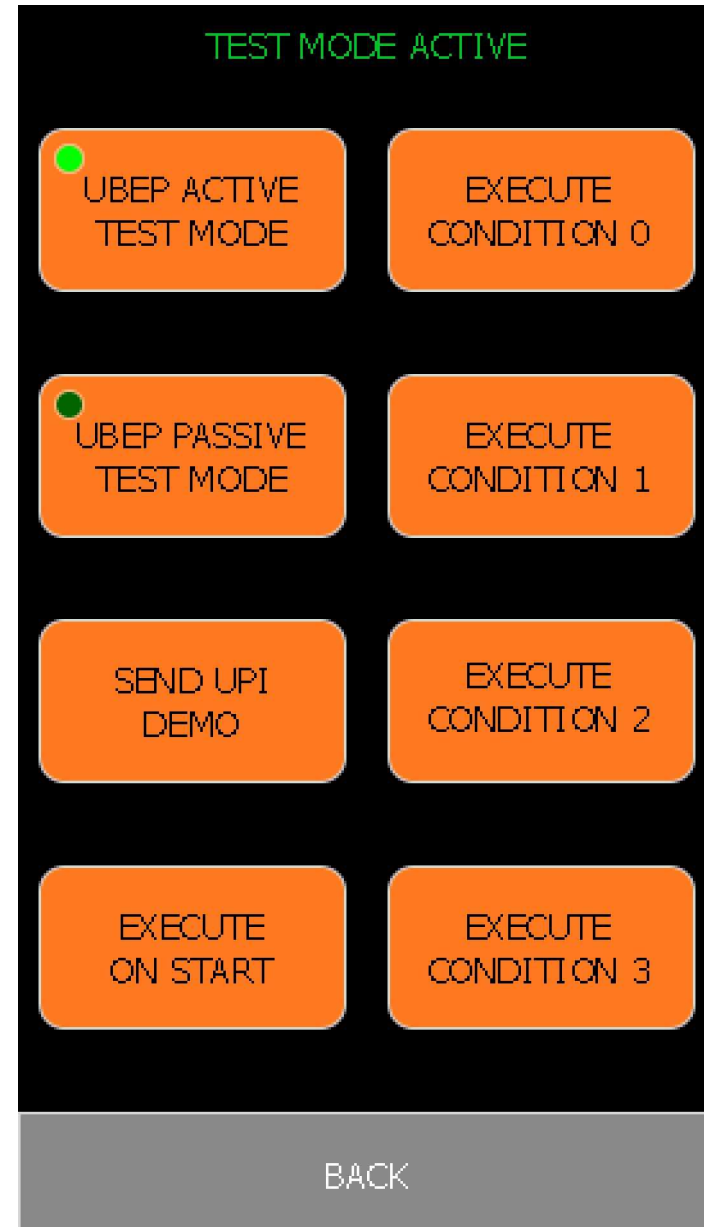 TEST MODE ACTIVE
UBEP ACTIVE
TEST MODE
EXECUTE
CONDITION 0
UBEP PASSIVE
TEST MODE
EXECUTE
CONDITION 1
SEND UPI
DEMO
EXECUTE
CONDITION 2
EXECUTE
ON START
EXECUTE
CONDITION 3
BACK